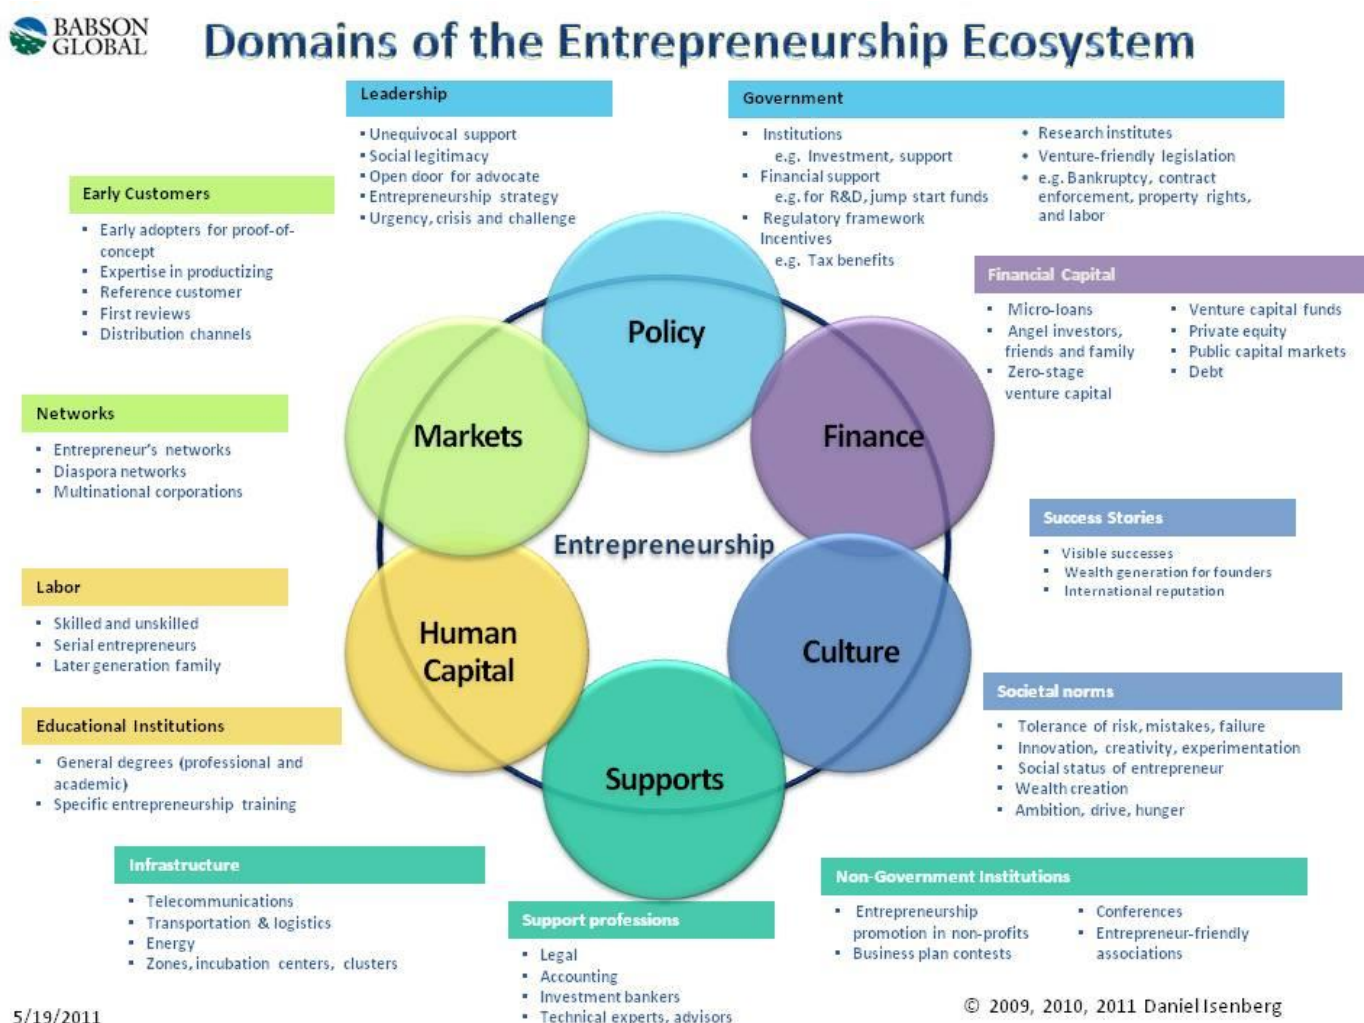 BABSON
GLOBAL
Domains of the Entrepreneurship Ecosystem
Leadership
▪ Unequivocal support
▪ Social legitimacy
▪ Open door for advocate
▪ Entrepreneurship strategy
▪ Urgency, crisis and challenge
Government
▪ Institutions
e.g. Investment, support
▪ Financial support
e.g. for R&D, jump start funds
▪ Regulatory framework
Incentives
e.g. Tax benefits
• Research institutes
• Venture-friendly legislation
• e.g. Bankruptcy, contract
enforcement, property rights,
and labor
Early Customers
▪ Early adopters for proof-of-
concept
▪ Expertise in productizing
▪ Reference customer
▪ First reviews
▪ Distribution channels
Financial Capital
▪ Micro-loans
▪ Angel investors,
friends and family
▪ Zero-stage
venture capital
▪ Venture capital funds
▪ Private equity
▪ Public capital markets
▪ Debt
Networks
▪ Entrepreneur's networks
▪ Diaspora networks
▪ Multinational corporations
Policy
Markets
Finance
Entrepreneurship
Human
Capital
Culture
Supports
Success Stories
▪ Visible successes
▪ Wealth generation for founders
▪ International reputation
Labor
▪ Skilled and unskilled
▪ Serial entrepreneurs
▪ Later generation family
Societal norms
▪ Tolerance of risk, mistakes, failure
▪ Innovation, creativity, experimentation
▪ Social status of entrepreneur
▪ Wealth creation
▪ Ambition, drive, hunger
Educational Institutions
▪ General degrees (professional and
academic)
▪ Specific entrepreneurship training
Infrastructure
▪ Telecommunications
▪ Transportation & logistics
▪ Energy
▪ Zones, incubation centers, clusters
Support professions
▪ Legal
▪ Accounting
▪ Investment bankers
▪ Technical experts, advisors
Non-Government Institutions
▪ Entrepreneurship
promotion in non-profits
▪ Business plan contests
▪ Conferences
▪ Entrepreneur-friendly
associations
5/19/2011
© 2009, 2010, 2011 Daniel Isenberg